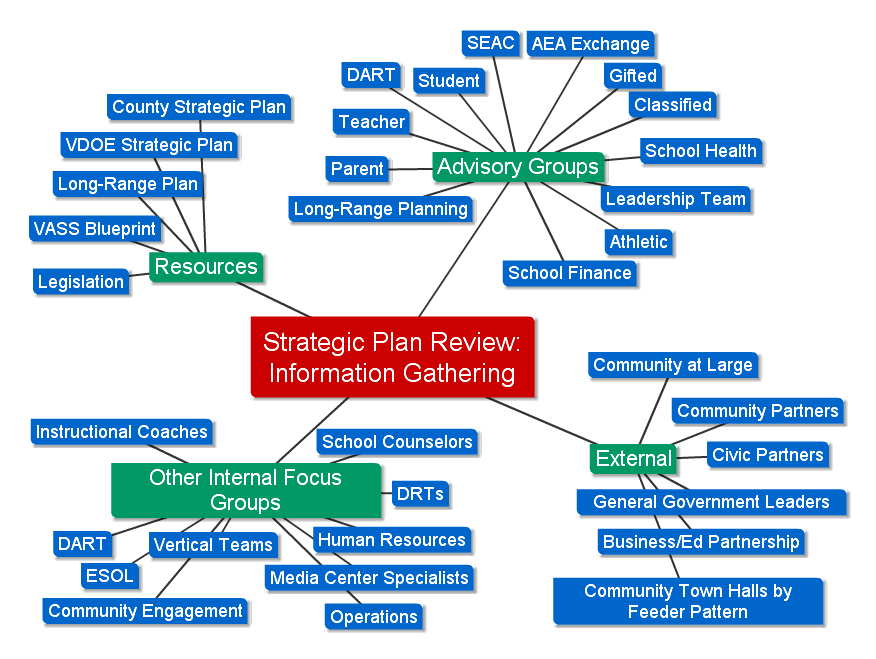 SEAC
AEA Exchange
DART
Student
Gifted
Classified
Teacher
School Health
Parent
Advisory Groups
Long-Range Planning
Leadership Team
Athletic
School Finance
County Strategic Plan
VDOE Strategic Plan
Long-Range Plan
VASS Blueprint
Legislation
Resources
Strategic Plan Review:
Information Gathering
Community at Large
Community Partners
External
Civic Partners
General Government Leaders
Business/Ed Partnership
Community Town Halls by
Feeder Pattern
Instructional Coaches
School Counselors
Other Internal Focus
Groups
DRTs
DART
Vertical Teams
Human Resources
ESOL
Media Center Specialists
Community Engagement
Operations